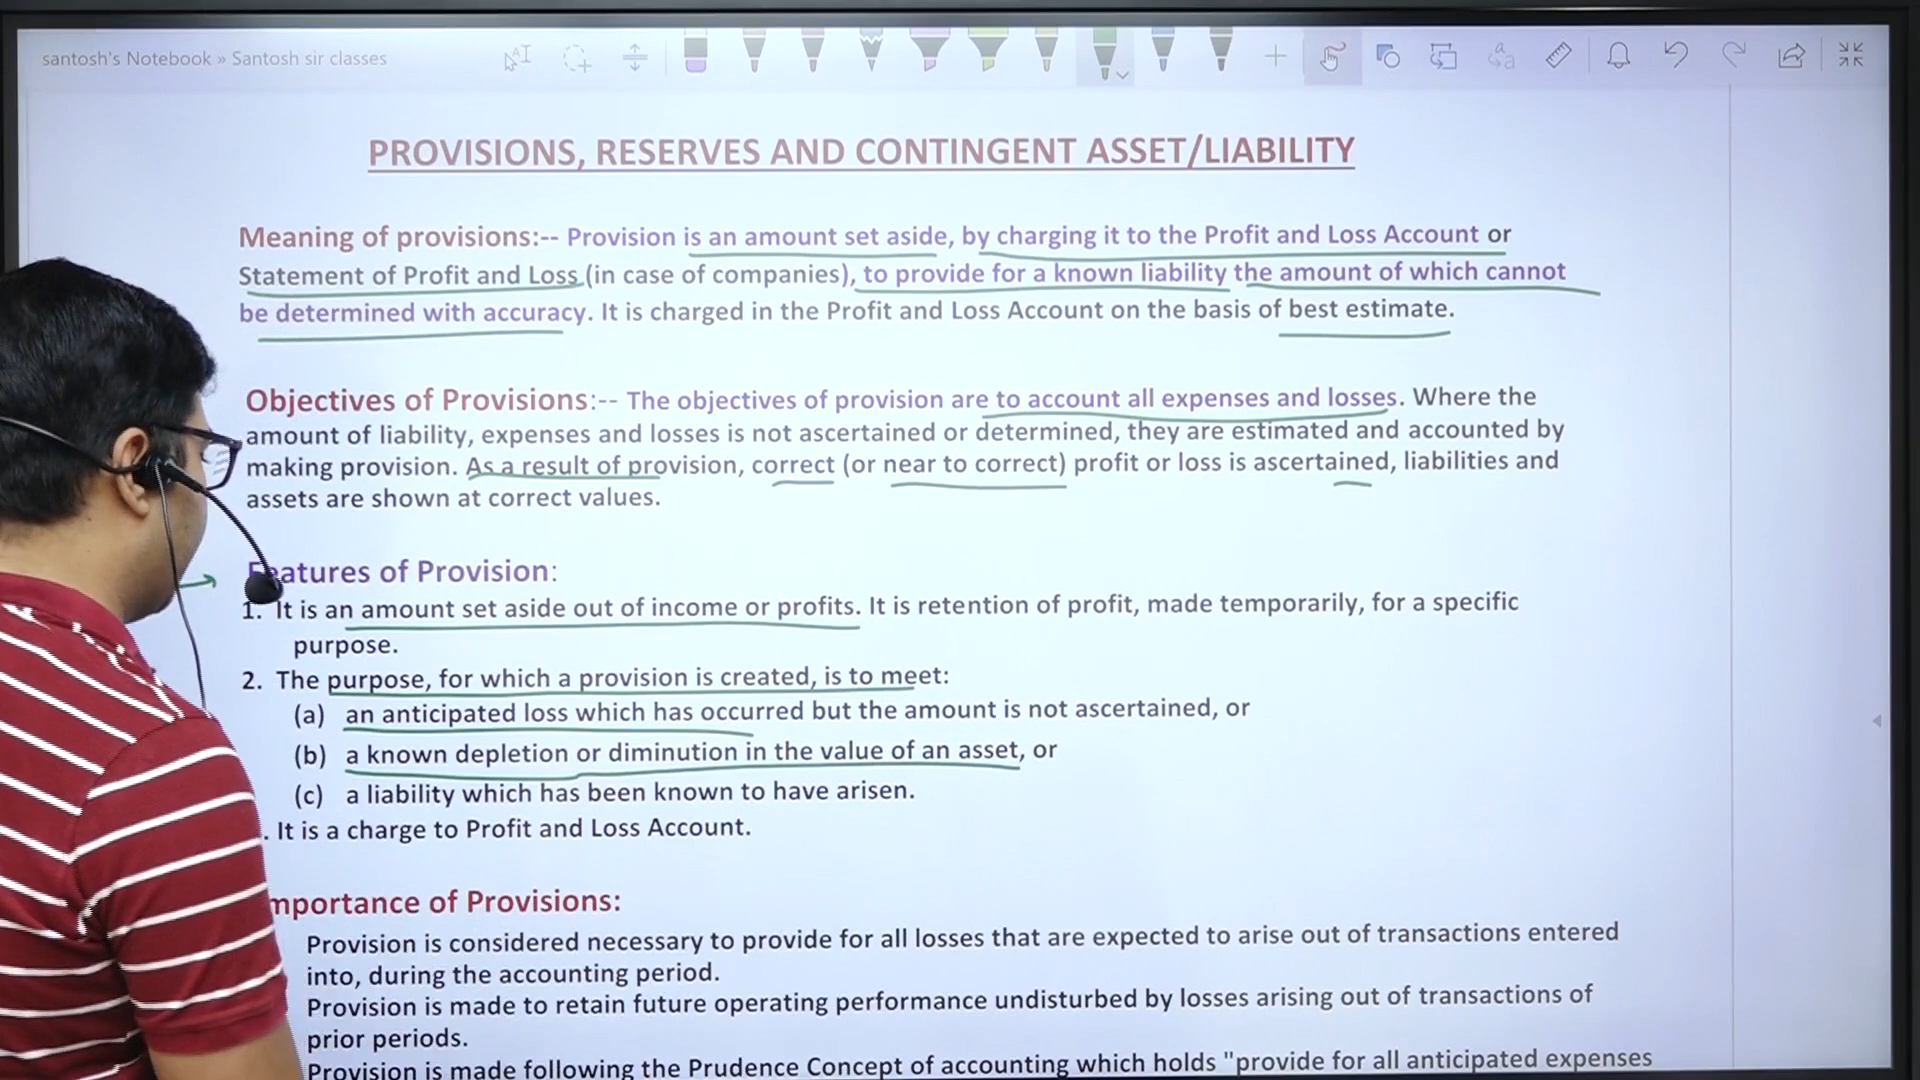 santosh's Notebook » Santosh sir classes
PROVISIONS, RESERVES AND CONTINGENT ASSET/LIABILITY
Meaning of provisions:-- Provision is an amount set aside, by charging it to the Profit and Loss Account or
Statement of Profit and Loss (in case of companies), to provide for a known liability the amount of which cannot
be determined with accuracy. It is charged in the Profit and Loss Account on the basis of best estimate.
Objectives of Provisions:-- The objectives of provision are to account all expenses and losses. Where the
amount of liability, expenses and losses is not ascertained or determined, they are estimated and accounted by
making provision. As a result of provision, correct (or near to correct) profit or loss is ascertained, liabilities and
assets are shown at correct values.
Features of Provision:
1. It is an amount set aside out of income or profits. It is retention of profit, made temporarily, for a specific
purpose.
2. The purpose, for which a provision is created, is to meet:
(a) an anticipated loss which has occurred but the amount is not ascertained, or
(b) a known depletion or diminution in the value of an asset, or
(c) a liability which has been known to have arisen.
. It is a charge to Profit and Loss Account.
mportance of Provisions:
Provision is considered necessary to provide for all losses that are expected to arise out of transactions entered
into, during the accounting period.
Provision is made to retain future operating performance undisturbed by losses arising out of transactions of
prior periods.
Provision is made following the Prudence Concept of accounting which holds "provide for all anticipated expenses